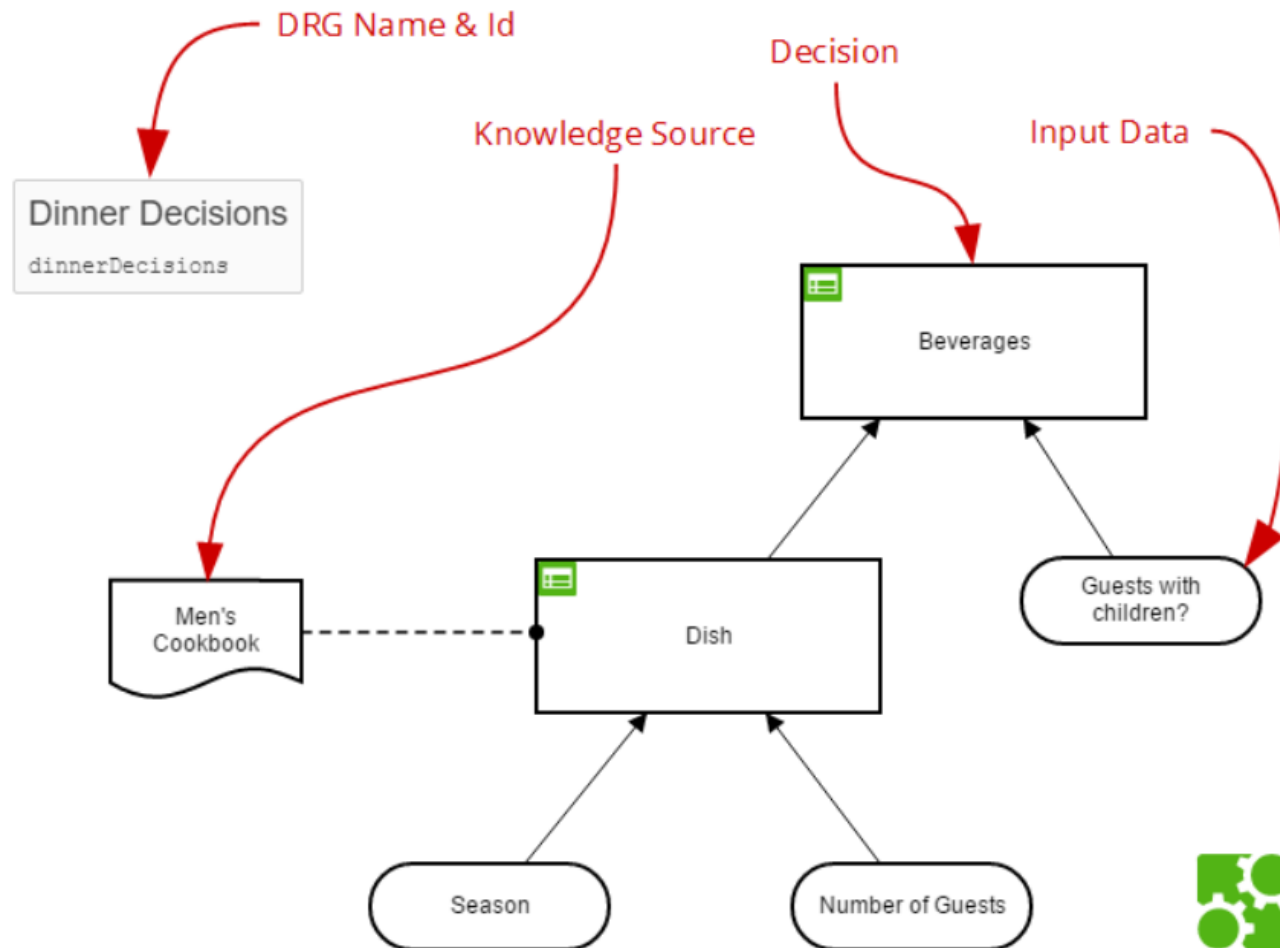 DRG Name & Id
Decision
Knowledge Source
Input Data
Dinner Decisions
dinnerDecisions
Beverages
Men's
Cookbook
Dish
Guests with
children?
Season
Number of Guests